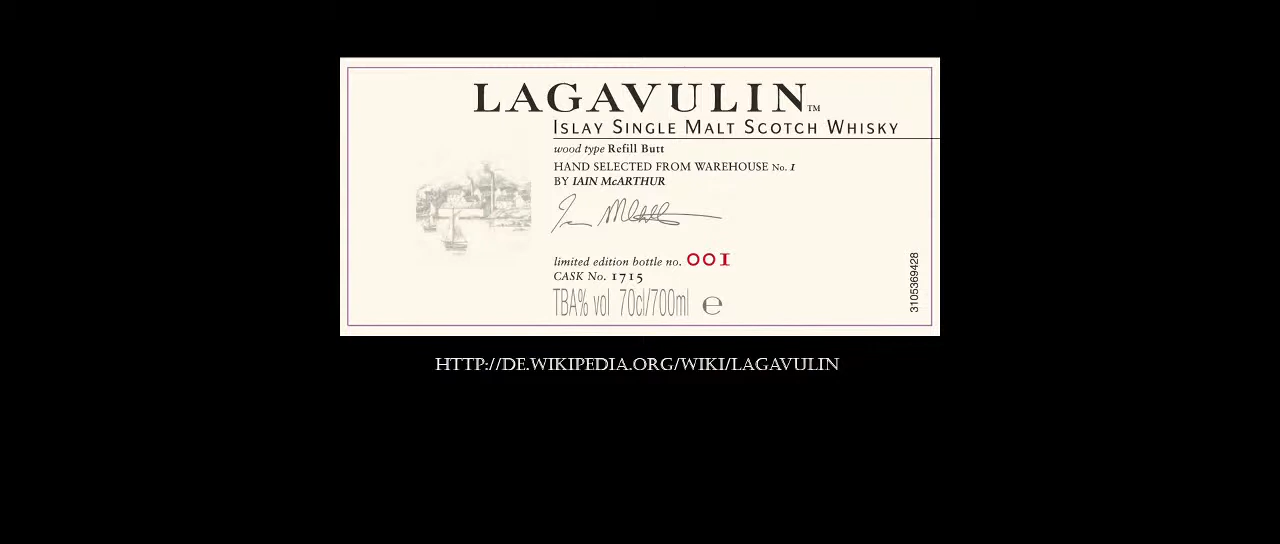 LAGAVULIN™
ISLAY SINGLE MALT SCOTCH WHISKY
wood type Refill Butt
HAND SELECTED FROM WAREHOUSE No. 1
BY IAIN McARTHUR
limited edition bottle no. 001
CASK No. 1715
TBA% vol 70cl/700ml ℮
3105369428
HTTP://DE.WIKIPEDIA.ORG/WIKI/LAGAVULIN